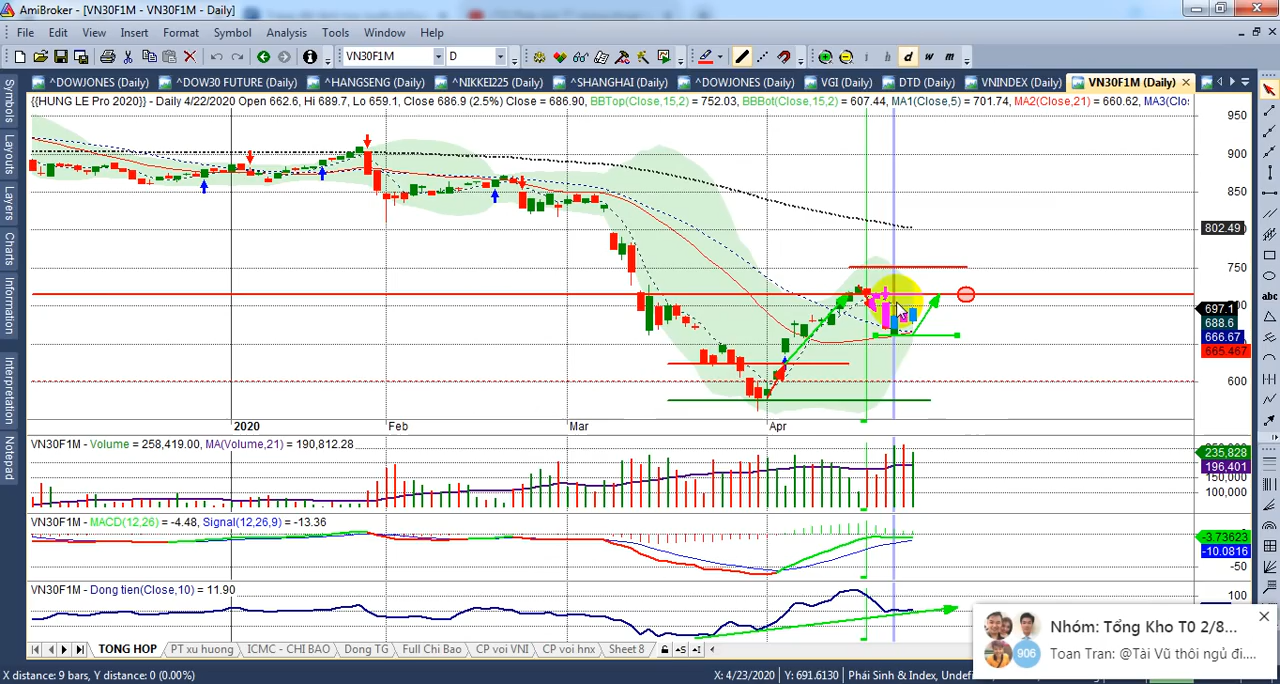 AmiBroker - [VN30F1M - VN30F1M - Daily]
File Edit View Insert Format Symbol Analysis Tools Window Help
VN30F1M D i h d w m
^DOWJONES (Daily) ^DOW30 FUTURE (Daily) ^HANGSENG (Daily) ^NIKKEI225 (Daily) ^SHANGHAI (Daily) ^DOWJONES (Daily) VGI (Daily) DTD (Daily) VNINDEX (Daily) VN30F1M (Daily)
{{HUNG LE Pro 2020}} - Daily 4/22/2020 Open 662.6, Hi 689.7, Lo 659.1, Close 686.9 (2.5%) Close = 686.90, BBTop(Close,15,2) = 752.03, BBBot(Close,15,2) = 607.44, MA1(Close,5) = 701.74, MA2(Close,21) = 660.62, MA3(Clos
Symbols
Layouts
Layers
Charts
Information
Interpretation
Notepad
abc
950
900
850
802.49
750
700
697.1
688.6
666.67
665.467
600
2020 Feb Mar Apr
VN30F1M - Volume = 258,419.00, MA(Volume,21) = 190,812.28
235,828
196,401
150,000
100,000
VN30F1M - MACD(12,26) = -4.48, Signal(12,26,9) = -13.36
-3.73623
-10.0816
-50
VN30F1M - Dong tien(Close,10) = 11.90
100
TONG HOP PT xu huong ICMC - CHI BAO Dong TG Full Chi Bao CP voi VNI CP voi hnx Sheet 8
Nhóm: Tổng Kho T0 2/8...
906
Toan Tran: @Tài Vũ thôi ngủ đi....
X distance: 9 bars, Y distance: 0 (0.00%) X: 4/23/2020 Y: 691.6130 Phái Sinh & Index, Undef